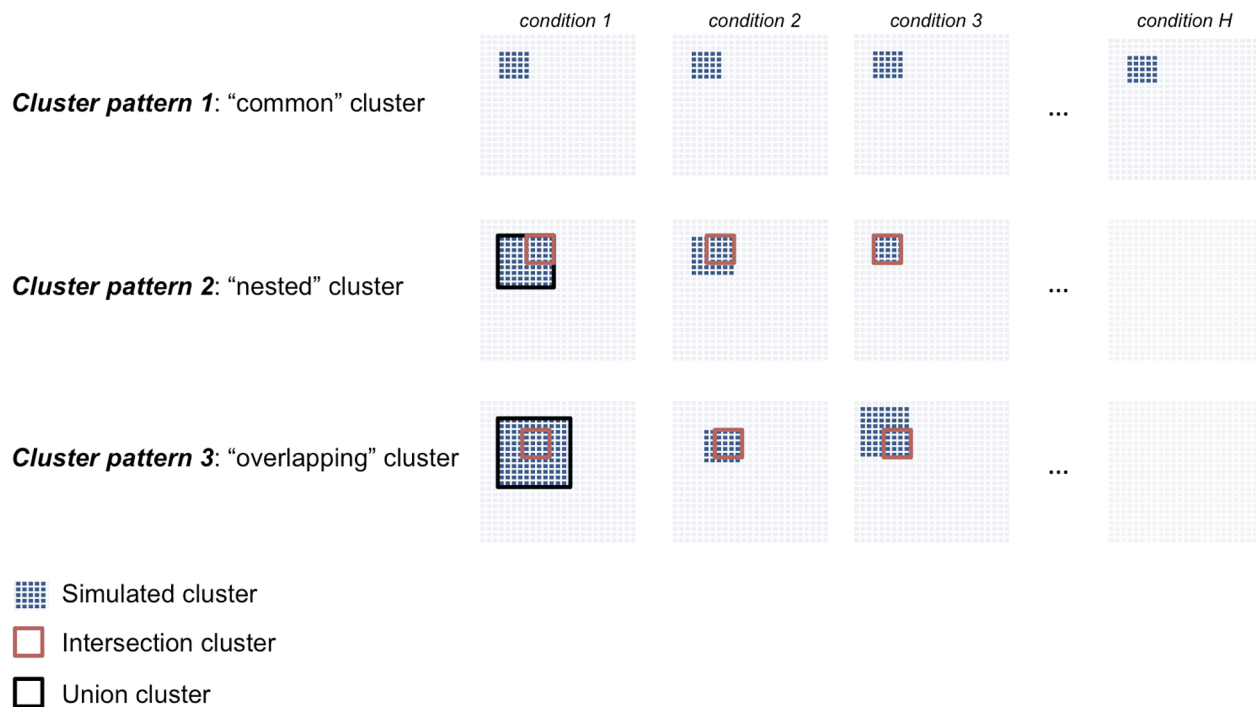 condition 1 condition 2 condition 3 condition H
Cluster pattern 1: “common” cluster
...
Cluster pattern 2: “nested” cluster
...
Cluster pattern 3: “overlapping” cluster
...
Simulated cluster
Intersection cluster
Union cluster